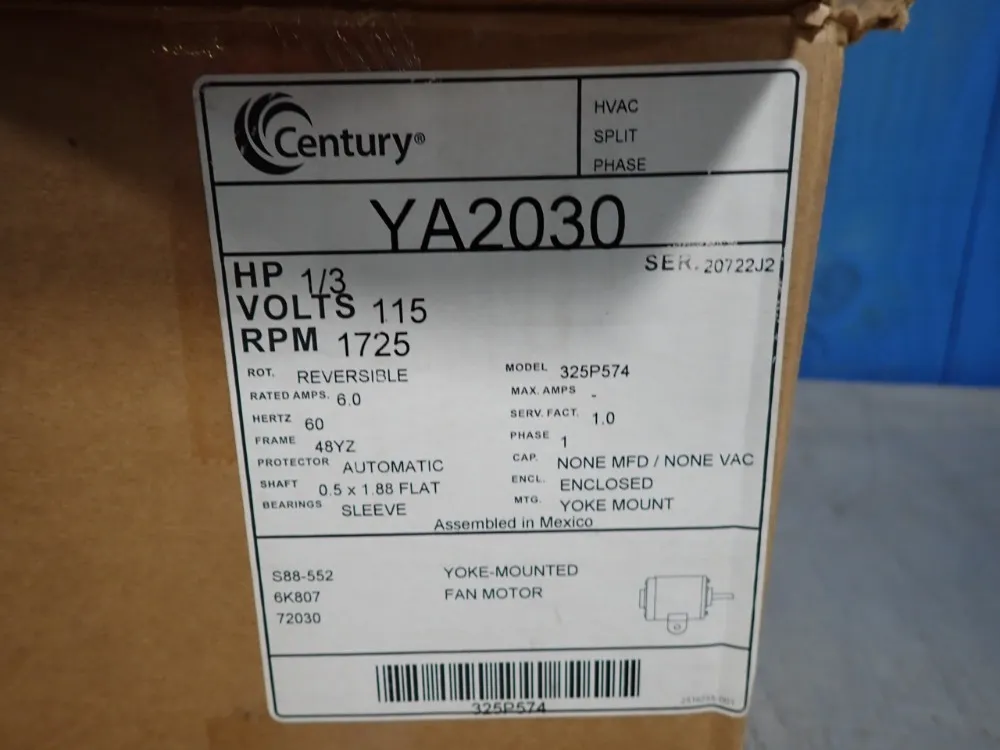 Century®
HVAC
SPLIT
PHASE
YA2030
HP 1/3
SER. 20722J2
VOLTS 115
RPM 1725
ROT. REVERSIBLE
MODEL 325P574
RATED AMPS. 6.0
MAX. AMPS -
HERTZ 60
SERV. FACT. 1.0
FRAME 48YZ
PHASE 1
PROTECTOR AUTOMATIC
CAP. NONE MFD / NONE VAC
SHAFT 0.5 x 1.88 FLAT
ENCL. ENCLOSED
BEARINGS SLEEVE
MTG. YOKE MOUNT
Assembled in Mexico
S88-552
6K807
72030
YOKE-MOUNTED
FAN MOTOR
325P574